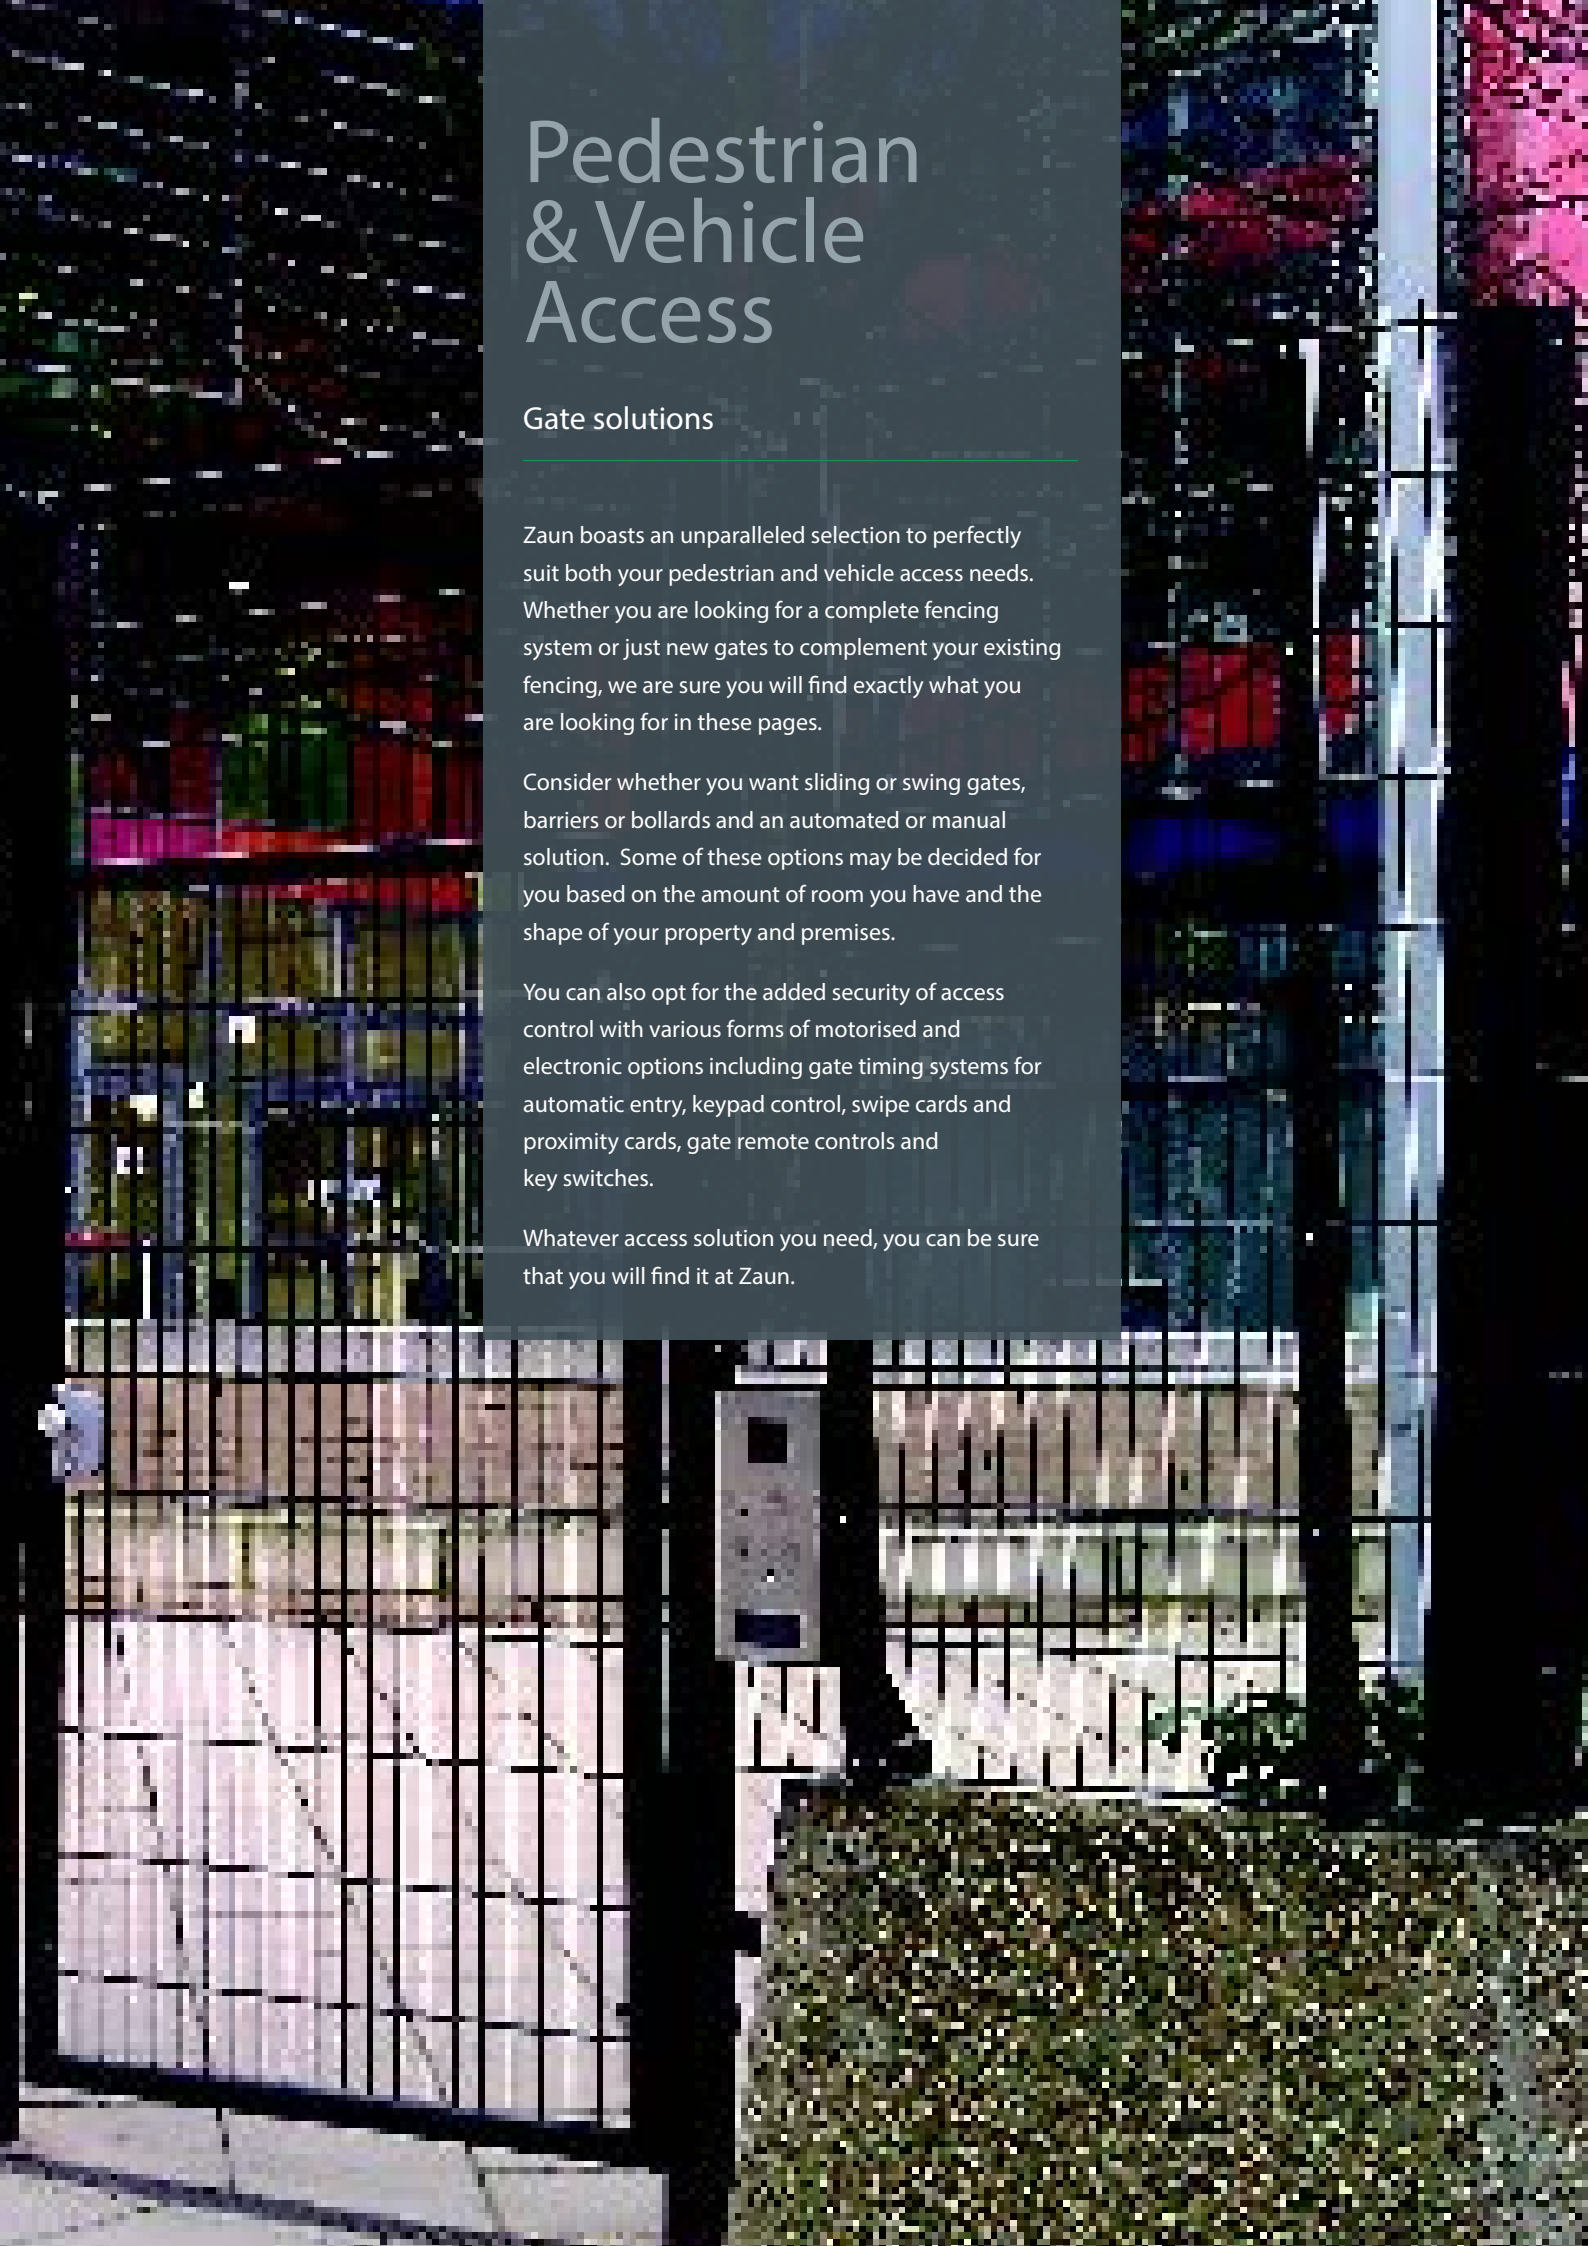 Pedestrian
& Vehicle
Access
Gate solutions
Zaun boasts an unparalleled selection to perfectly
suit both your pedestrian and vehicle access needs.
Whether you are looking for a complete fencing
system or just new gates to complement your existing
fencing, we are sure you will find exactly what you
are looking for in these pages.
Consider whether you want sliding or swing gates,
barriers or bollards and an automated or manual
solution.  Some of these options may be decided for
you based on the amount of room you have and the
shape of your property and premises.
You can also opt for the added security of access
control with various forms of motorised and
electronic options including gate timing systems for
automatic entry, keypad control, swipe cards and
proximity cards, gate remote controls and
key switches.
Whatever access solution you need, you can be sure
that you will find it at Zaun.